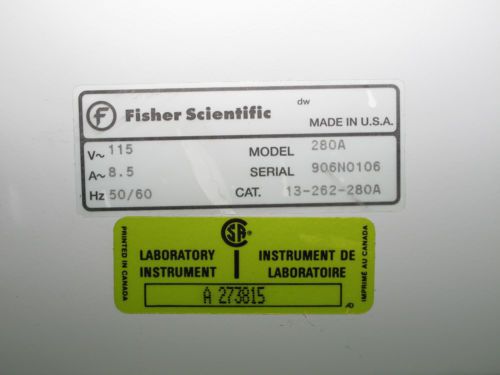 Fisher Scientific
dw
MADE IN U.S.A.
V~ 115 MODEL 280A
A~ 8.5 SERIAL 906N0106
Hz 50/60 CAT. 13-262-280A
PRINTED IN CANADA
LABORATORY INSTRUMENT DE
INSTRUMENT LABORATOIRE
A 273815
IMPRIMÉ AU CANADA